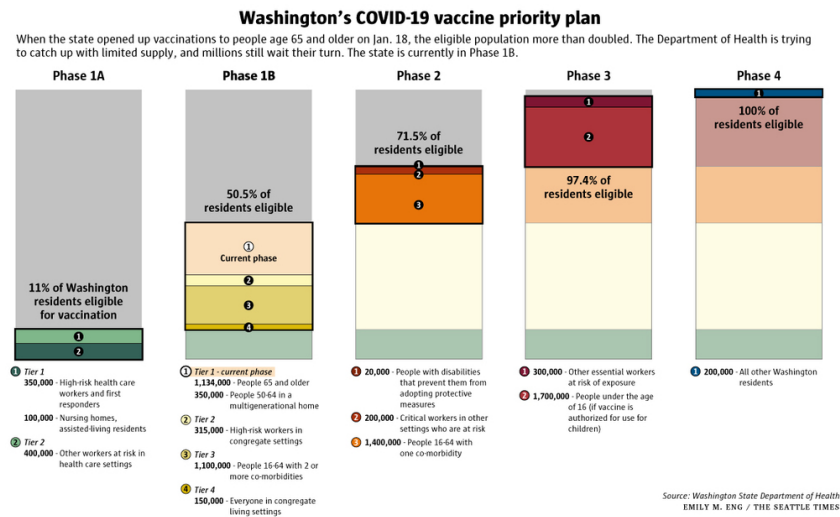 Washington's COVID-19 vaccine priority plan
When the state opened up vaccinations to people age 65 and older on Jan. 18, the eligible population more than doubled. The Department of Health is trying
to catch up with limited supply, and millions still wait their turn. The state is currently in Phase 1B.
Phase 1A
11% of Washington
residents eligible
for vaccination
1
2
1 Tier 1
350,000 - High-risk health care
workers and first
responders
100,000 - Nursing homes,
assisted-living residents
2 Tier 2
400,000 - Other workers at risk in
health care settings
Phase 1B
50.5% of
residents eligible
1
Current phase
2
3
4
1 Tier 1 - current phase
1,134,000 - People 65 and older
350,000 - People 50-64 in a
multigenerational home
2 Tier 2
315,000 - High-risk workers in
congregate settings
3 Tier 3
1,100,000 - People 16-64 with 2 or
more co-morbidities
4 Tier 4
150,000 - Everyone in congregate
living settings
Phase 2
71.5% of
residents eligible
1
2
3
1 20,000 - People with disabilities
that prevent them from
adopting protective
measures
2 200,000 - Critical workers in other
settings who are at risk
3 1,400,000 - People 16-64 with
one co-morbidity
Phase 3
1
2
97.4% of
residents eligible
1 300,000 - Other essential workers
at risk of exposure
2 1,700,000 - People under the age
of 16 (if vaccine is
authorized for use for
children)
Phase 4
1
100% of
residents eligible
1 200,000 - All other Washington
residents
Source: Washington State Department of Health
EMILY M. ENG / THE SEATTLE TIMES